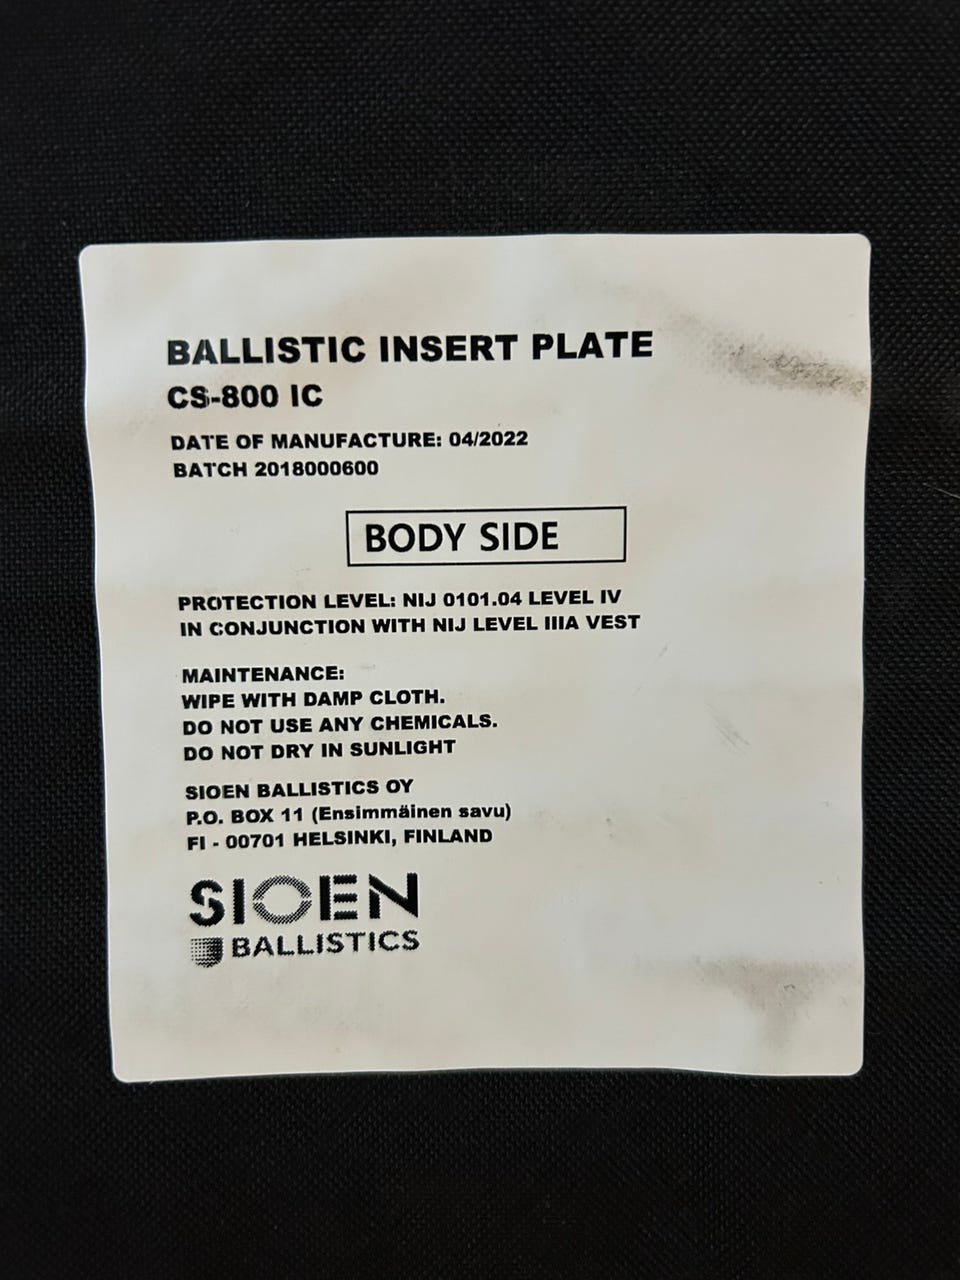 BALLISTIC INSERT PLATE
CS-800 IC
DATE OF MANUFACTURE: 04/2022
BATCH 2018000600
BODY SIDE
PROTECTION LEVEL: NIJ 0101.04 LEVEL IV
IN CONJUNCTION WITH NIJ LEVEL IIIA VEST
MAINTENANCE:
WIPE WITH DAMP CLOTH.
DO NOT USE ANY CHEMICALS.
DO NOT DRY IN SUNLIGHT
SIOEN BALLISTICS OY
P.O. BOX 11 (Ensimmäinen savu)
FI - 00701 HELSINKI, FINLAND
SIOEN
BALLISTICS